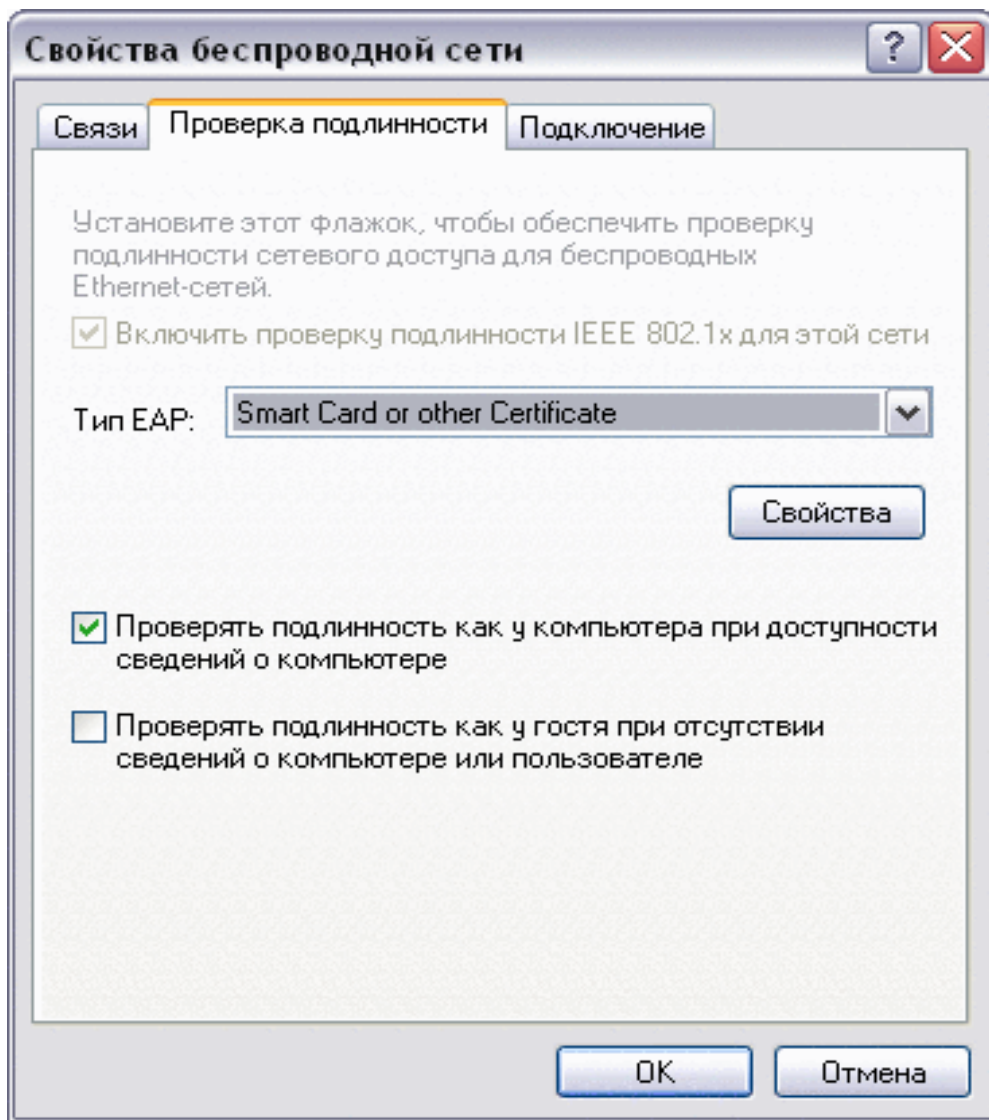 Свойства беспроводной сети
Связи Проверка подлинности Подключение
Установите этот флажок, чтобы обеспечить проверку
подлинности сетевого доступа для беспроводных
Ethernet-сетей.
Включить проверку подлинности IEEE 802.1x для этой сети
Тип EAP: Smart Card or other Certificate
Свойства
Проверять подлинность как у компьютера при доступности
сведений о компьютере
Проверять подлинность как у гостя при отсутствии
сведений о компьютере или пользователе
OK Отмена